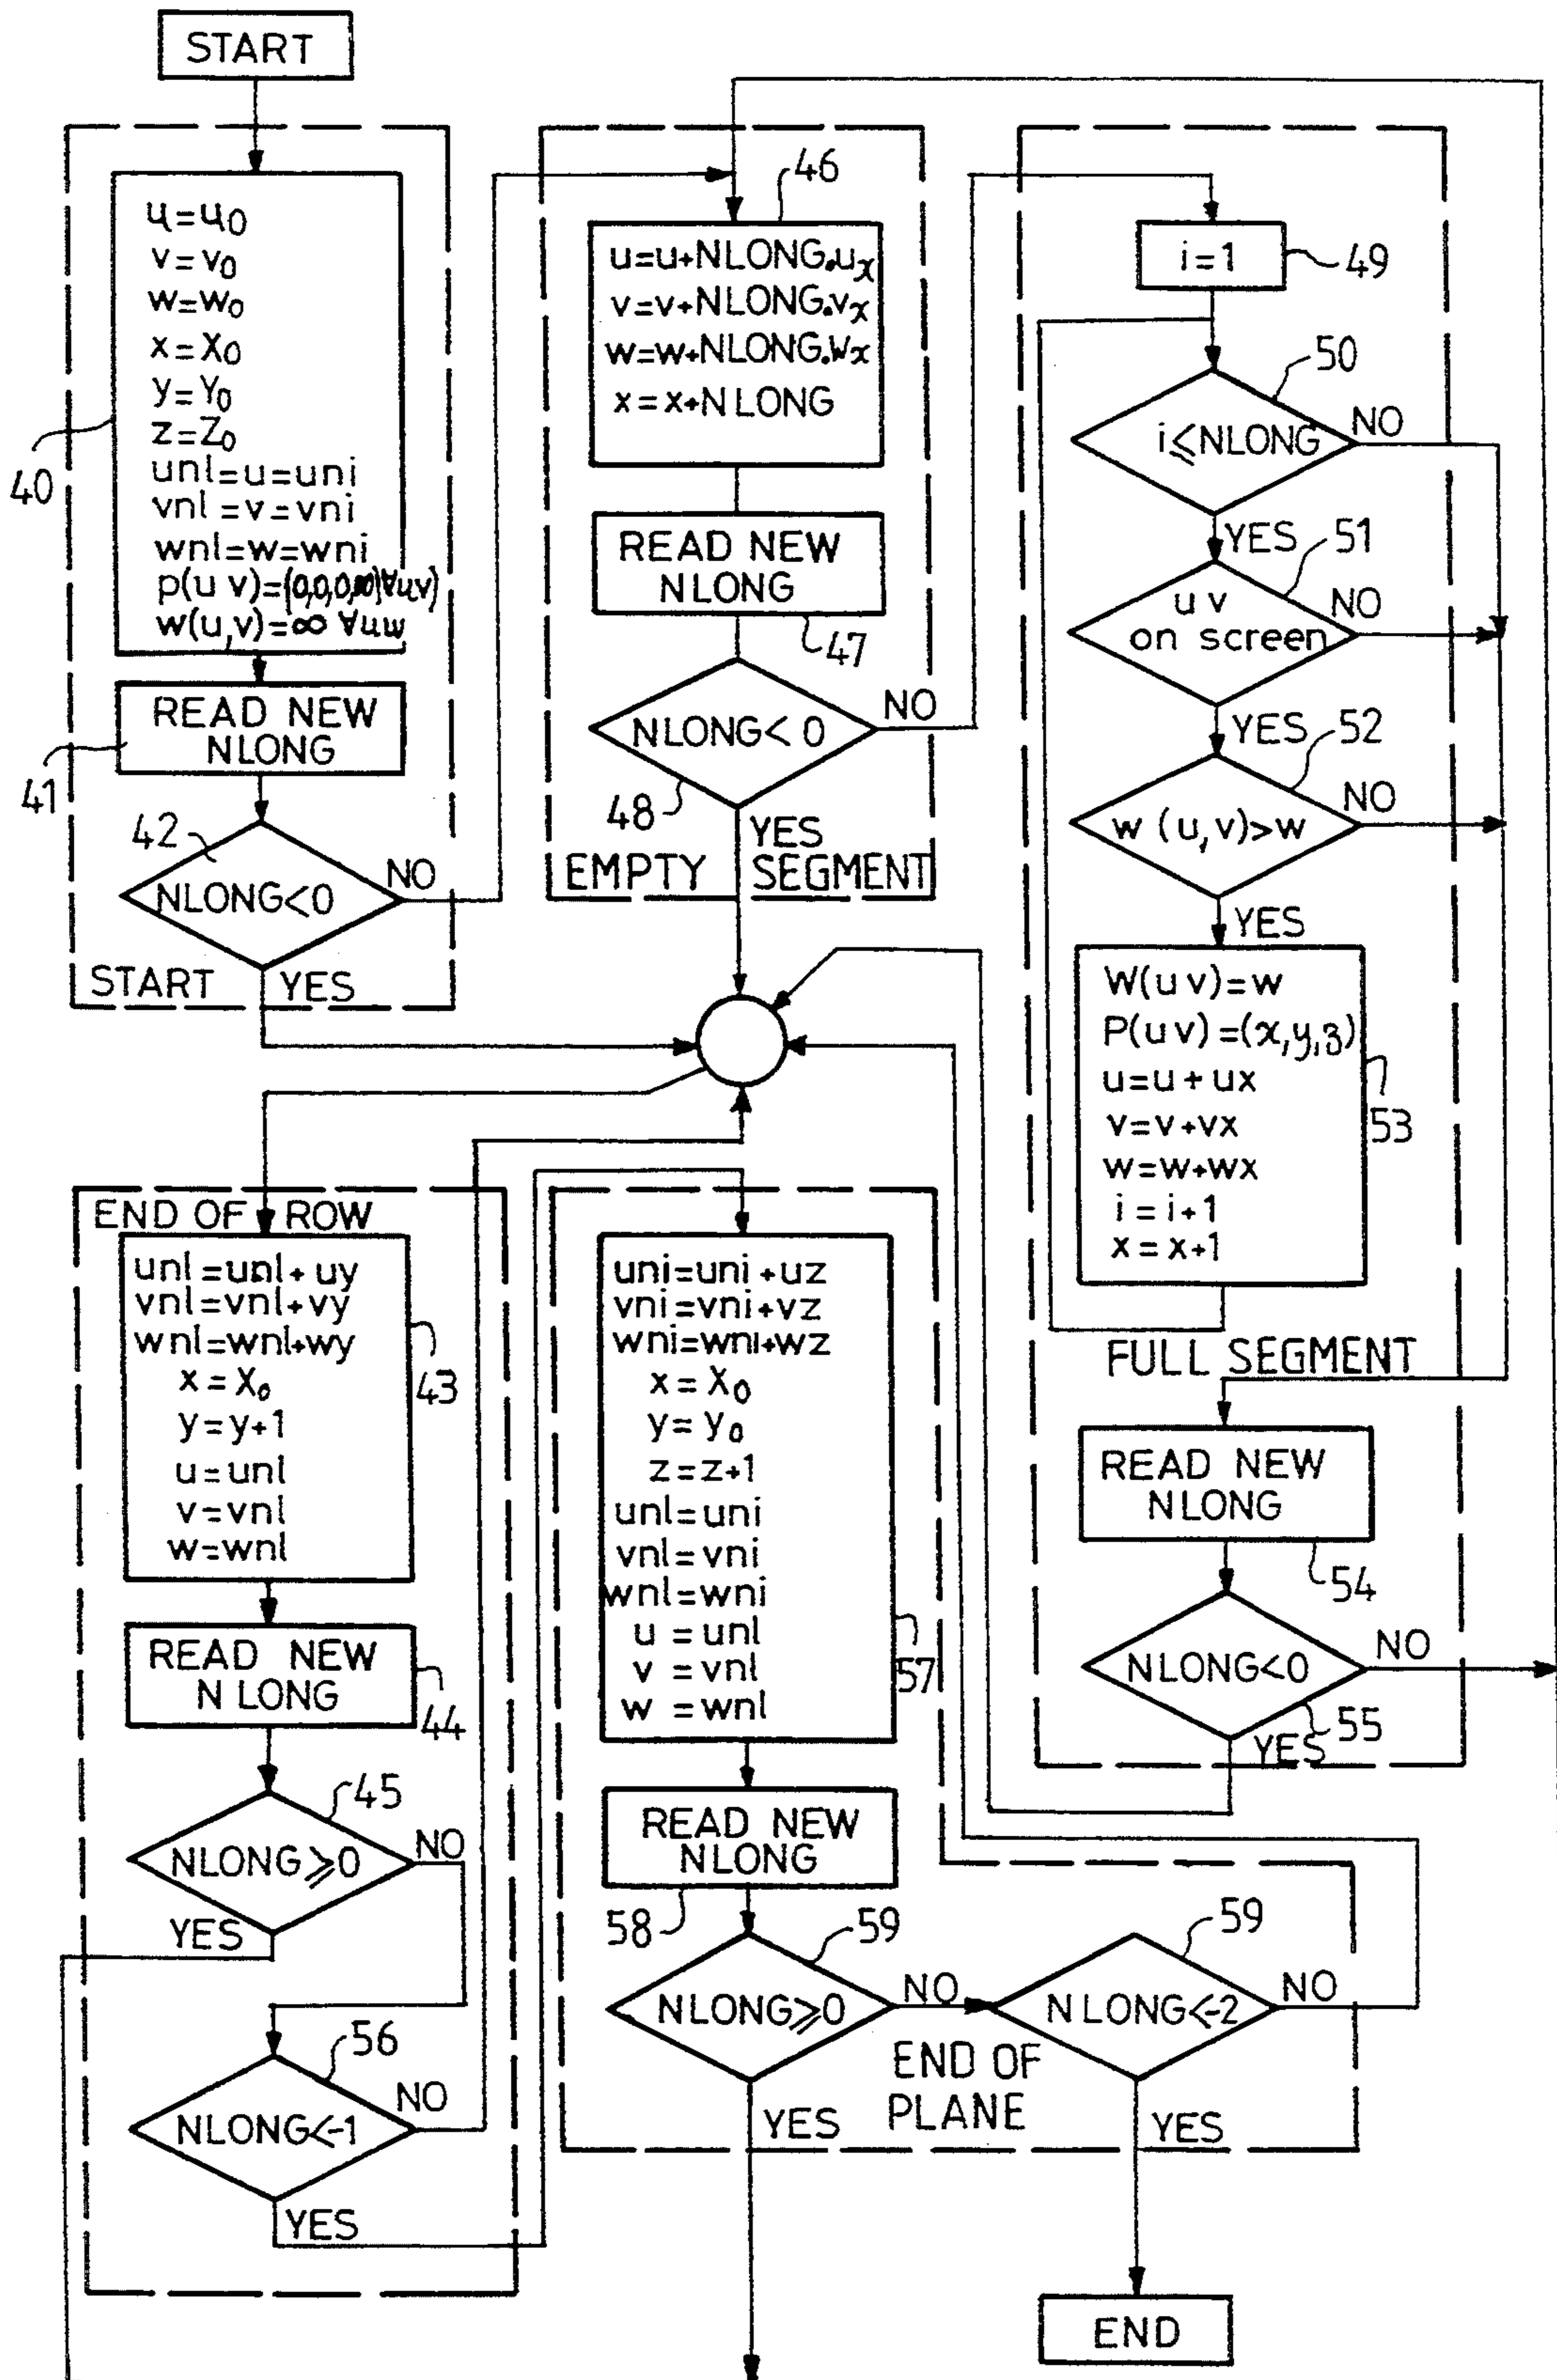 START
u=u0
v=v0
w=w0
x=X0
y=Y0
z=Z0
unl=u=uni
vnl=v=vni
wnl=w=wni
p(u v)=(0,0,0,∞)∀u,v)
w(u,v)=∞ ∀uw
40
READ NEW
NLONG
41
42
NLONG<0
NO
START
YES
46
u=u+NLONG.ux
v=v+NLONG.vx
w=w+NLONG.wx
x=x+NLONG
READ NEW
NLONG
47
NLONG<0
NO
48
YES
EMPTY SEGMENT
i=1
49
50
i≤NLONG
NO
YES
51
u v
on screen
NO
YES
52
w (u,v)>w
NO
YES
W(u v)=w
P(u v)=(x,y,z)
u=u+ux
v=v+vx
w=w+wx
i=i+1
x=x+1
53
FULL SEGMENT
READ NEW
NLONG
54
NLONG<0
NO
55
YES
END OF ROW
unl=unl+uy
vnl=vnl+vy
wnl=wnl+wy
x=X0
y=y+1
u=unl
v=vnl
w=wnl
43
READ NEW
NLONG
44
45
NLONG≥0
NO
YES
56
NLONG<-1
NO
YES
uni=uni+uz
vni=vni+vz
wni=wni+wz
x=X0
y=Y0
z=z+1
unl=uni
vnl=vni
wnl=wni
u=unl
v=vnl
w=wnl
57
READ NEW
NLONG
58
59
NLONG≥0
NO
YES
59
NLONG<-2
NO
YES
END OF
PLANE
END